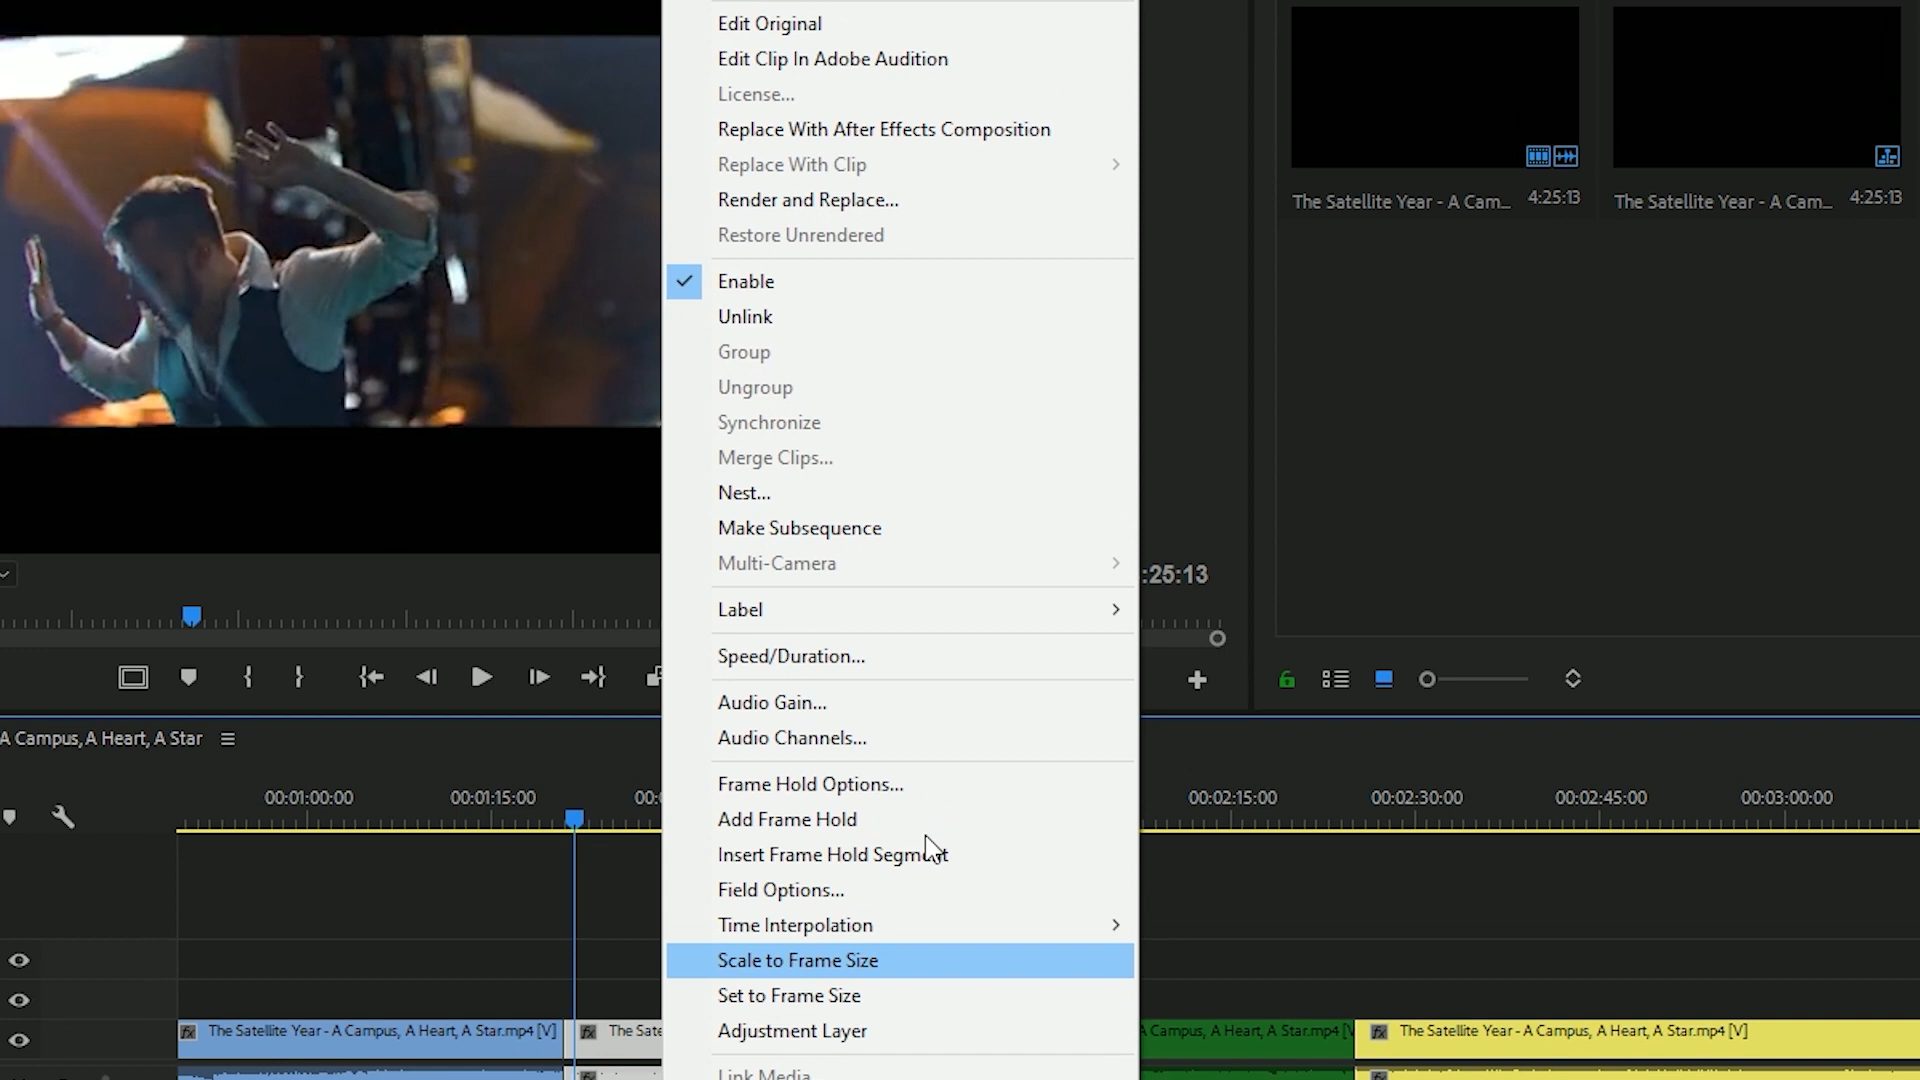 Edit Original
Edit Clip In Adobe Audition
License...
Replace With After Effects Composition
Replace With Clip
Render and Replace...
Restore Unrendered
Enable
Unlink
Group
Ungroup
Synchronize
Merge Clips...
Nest...
Make Subsequence
Multi-Camera
Label
Speed/Duration...
Audio Gain...
Audio Channels...
Frame Hold Options...
Add Frame Hold
Insert Frame Hold Segment
Field Options...
Time Interpolation
Scale to Frame Size
Set to Frame Size
Adjustment Layer
Link Media
The Satellite Year - A Cam... 4:25:13
The Satellite Year - A Cam... 4:25:13
:25:13
A Campus, A Heart, A Star
00:01:00:00 00:01:15:00 00:0 00:02:15:00 00:02:30:00 00:02:45:00 00:03:00:00
fx The Satellite Year - A Campus, A Heart, A Star.mp4 [V] fx The Sate A Campus, A Heart, A Star.mp4 [V fx The Satellite Year - A Campus, A Heart, A Star.mp4 [V]